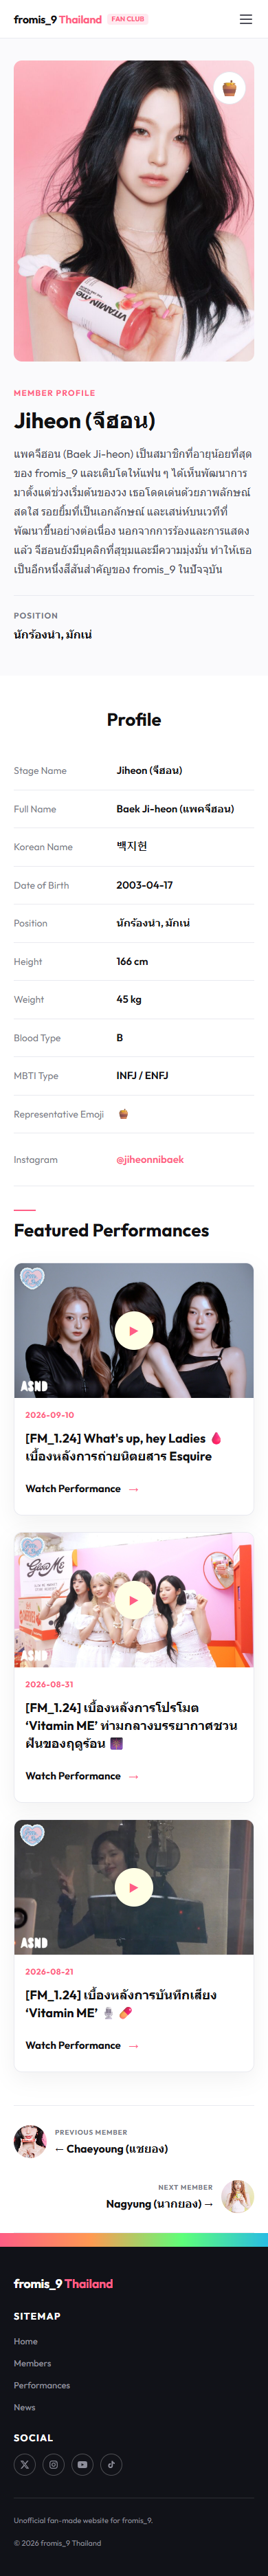 fromis_9 Thailand FAN CLUB
VITAMIN ME
MEMBER PROFILE
Jiheon (จีฮอน)
แพคจีฮอน (Baek Ji-heon) เป็นสมาชิกที่อายุน้อยที่สุด
ของ fromis_9 และเติบโตให้แฟน ๆ ได้เห็นพัฒนาการ
มาตั้งแต่ช่วงเริ่มต้นของวง เธอโดดเด่นด้วยภาพลักษณ์
สดใส รอยยิ้มที่เป็นเอกลักษณ์ และเสน่ห์บนเวทีที่
พัฒนาขึ้นอย่างต่อเนื่อง นอกจากการร้องและการแสดง
แล้ว จีฮอนยังมีบุคลิกที่สุขุมและมีความมุ่งมั่น ทำให้เธอ
เป็นอีกหนึ่งสีสันสำคัญของ fromis_9 ในปัจจุบัน
POSITION
นักร้องนำ, มักเน่
Profile
Stage Name Jiheon (จีฮอน)
Full Name Baek Ji-heon (แพคจีฮอน)
Korean Name 백지헌
Date of Birth 2003-04-17
Position นักร้องนำ, มักเน่
Height 166 cm
Weight 45 kg
Blood Type B
MBTI Type INFJ / ENFJ
Representative Emoji
Instagram @jiheonnibaek
Featured Performances
ASND
2026-09-10
[FM_1.24] What's up, hey Ladies 🩸
เบื้องหลังการถ่ายนิตยสาร Esquire
Watch Performance →
Glow Me
ASND
2026-08-31
[FM_1.24] เบื้องหลังการโปรโมต
‘Vitamin ME’ ท่ามกลางบรรยากาศชวน
ฝันของฤดูร้อน 🎆
Watch Performance →
ASND
2026-08-21
[FM_1.24] เบื้องหลังการบันทึกเสียง
‘Vitamin ME’ 🎙️ 💊
Watch Performance →
PREVIOUS MEMBER
← Chaeyoung (แชยอง)
NEXT MEMBER
Nagyung (นากยอง) →
fromis_9 Thailand
SITEMAP
Home
Members
Performances
News
SOCIAL
Unofficial fan-made website for fromis_9.
© 2026 fromis_9 Thailand